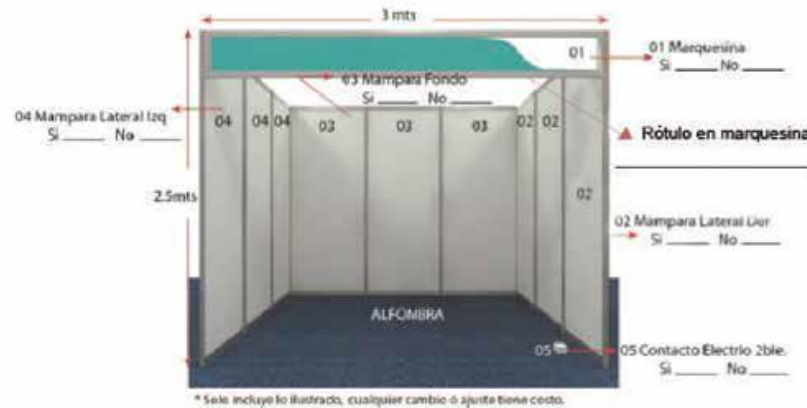 3 mts
01
01 Marquesina
Si _____ No _____
03 Mampara Fondo
Si _____ No _____
04 Mampara Lateral Izq
Si _____ No _____
04 04 04 03 03 03 02 02
02
▲ Rótulo en marquesina
2.5mts
02 Mampara Lateral Der
Si _____ No _____
ALFOMBRA
05
05 Contacto Electrio 2ble.
Si _____ No _____
* Solo incluye lo ilustrado, cualquier cambio ó ajuste tiene costo.